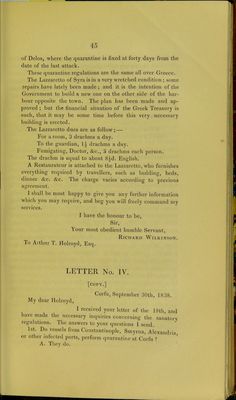 45
of Delos, where the quarantine is fixed at forty days from the
date of the last attack.
These quarantine regulations are the same all over Greece.
The Lazzaretto of Syra is in a very wretched condition; some
repairs have lately been made; and it is the intention of the
Government to build a new one on the other side of the har-
bour opposite the town. The plan has been made and ap-
proved; but the financial situation of the Greek Treasury is
such, that it may be some time before this very necessary
building is erected.
The Lazzaretto dues are as follow;—
For a room, 3 drachms a day.
To the guardian, 1½ drachms a day.
Fumigating, Doctor, &c., 5 drachms each person.
The drachm is equal to about 8½d. English.
A Restaurateur is attached to the Lazzaretto, who furnishes
everything required by travellers, such as bedding, beds,
dinner &c. &c. The charge varies according to previous
agreement.
I shall be most happy to give you any further information
which you may require, and beg you will freely command my
services.
I have the honour to be,
Sir,
Your most obedient humble Servant,
RICHARD WILKINSON.
To Arthur T. Holroyd, Esq.
LETTER No. IV.
[COPY.]
Corfu, September 30th, 1838.
My dear Holroyd,
I received your letter of the 18th, and
have made the necessary inquiries concerning the sanatory
regulations. The answers to your questions I send.
1st. Do vessels from Constantinople, Smyrna, Alexandria,
or other infected ports, perform quarantine at Corfu?
A. They do.